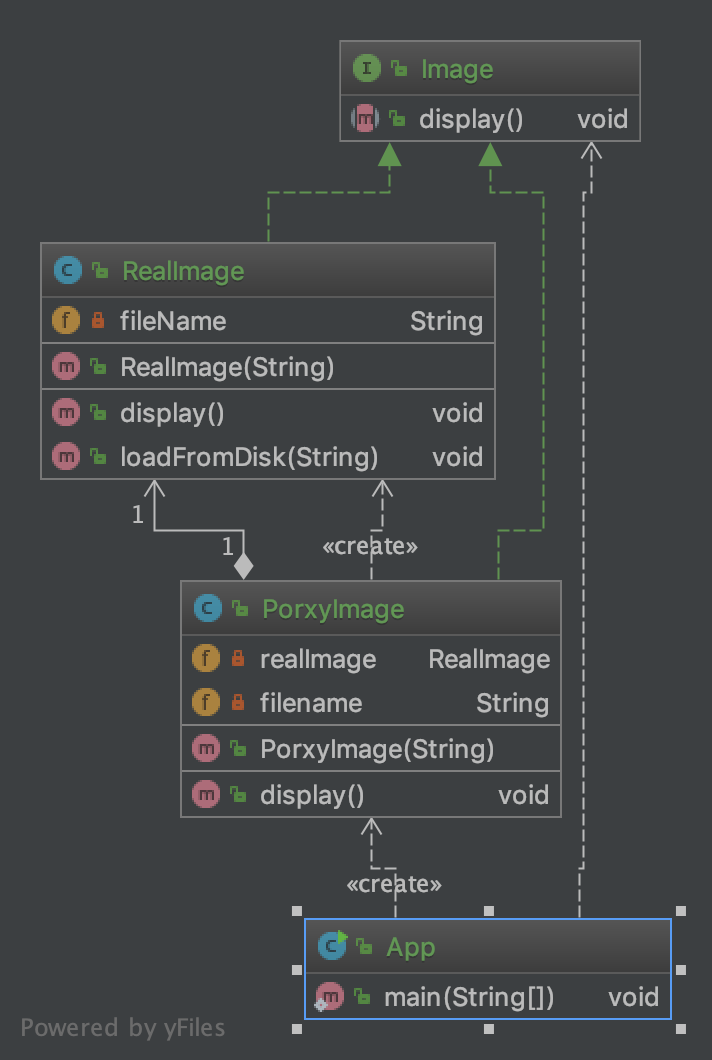 Image
display() void
RealImage
fileName String
RealImage(String)
display() void
loadFromDisk(String) void
1
1
«create»
PorxyImage
realImage RealImage
filename String
PorxyImage(String)
display() void
«create»
App
main(String[]) void
Powered by yFiles